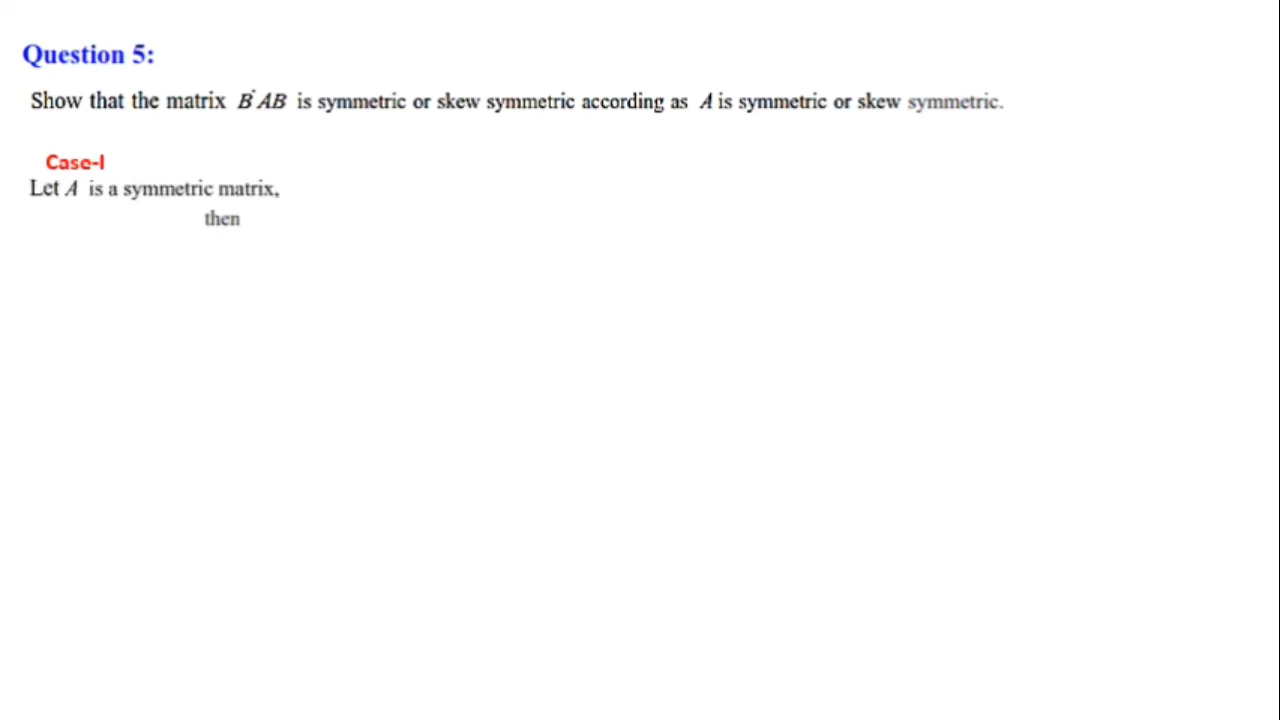 Question 5:
Show that the matrix B'AB is symmetric or skew symmetric according as A is symmetric or skew symmetric.
Case-I
Let A is a symmetric matrix,
then